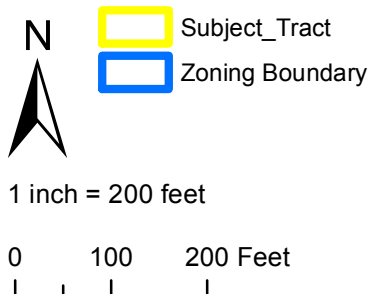 N
Subject_Tract
Zoning Boundary
1 inch = 200 feet
0 100 200 Feet